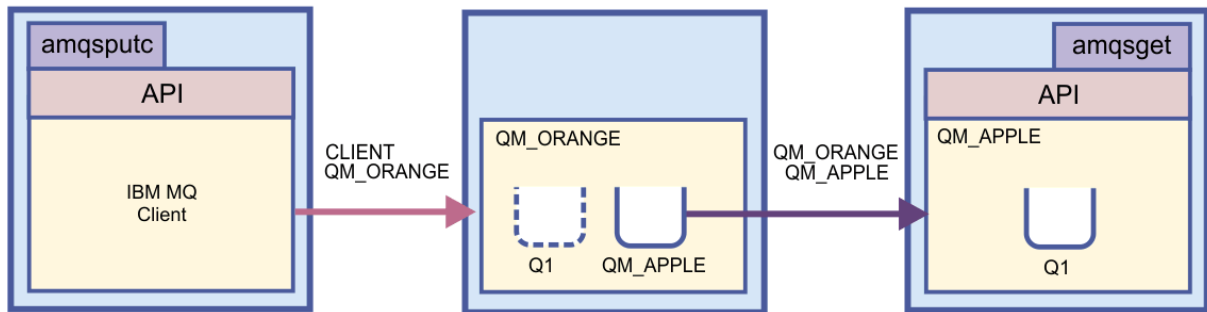 amqsputc
API
IBM MQ
Client
CLIENT
QM_ORANGE
QM_ORANGE
Q1
QM_APPLE
QM_ORANGE
QM_APPLE
amqsget
API
QM_APPLE
Q1